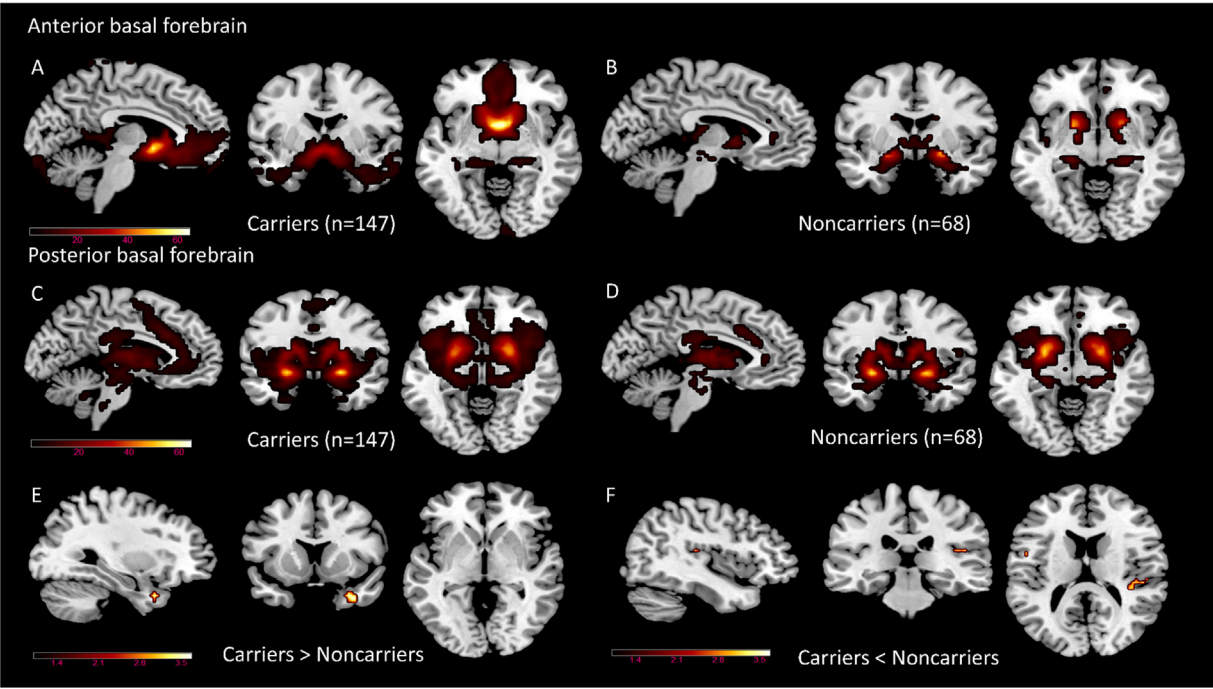 Anterior basal forebrain
A
B
Carriers (n=147)
Noncarriers (n=68)
20 40 60
Posterior basal forebrain
C
D
Carriers (n=147)
Noncarriers (n=68)
20 40 60
E
F
Carriers > Noncarriers
Carriers < Noncarriers
1.4 2.1 2.8 3.5
1.4 2.1 2.8 3.5